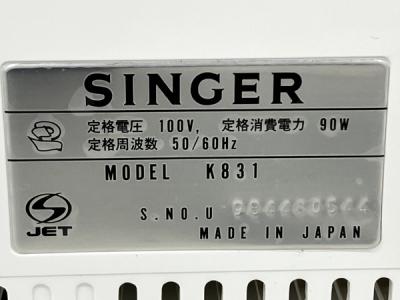 SINGER
定格電圧 100V, 定格消費電力 90W
定格周波数 50/60Hz
MODEL K831
S.NO.U
JET
MADE IN JAPAN